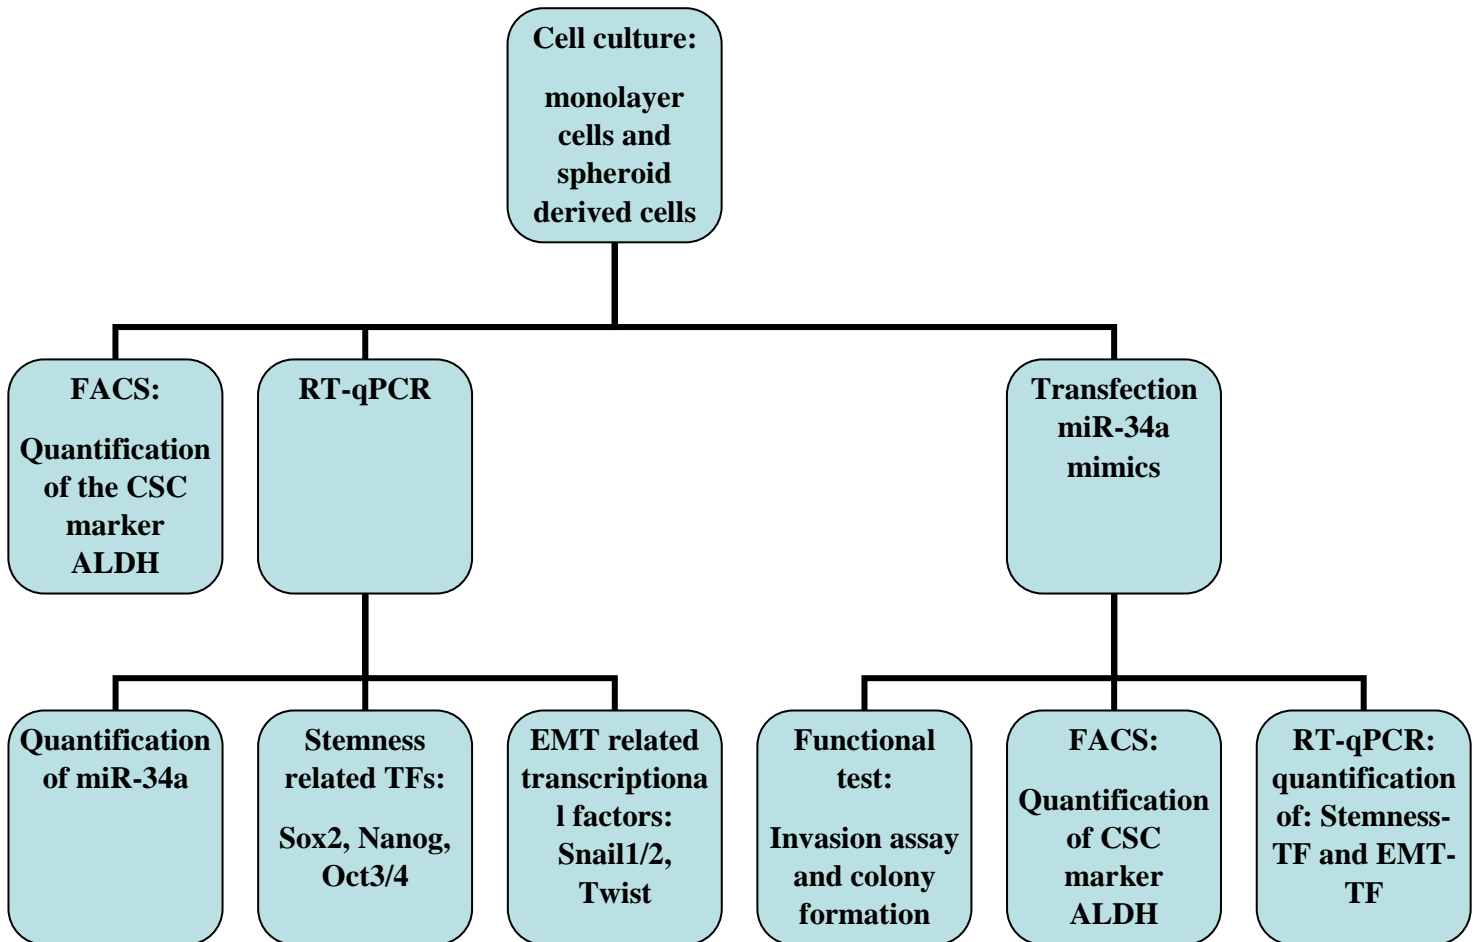 Cell culture:
monolayer
cells and
spheroid
derived cells
FACS:
Quantification
of the CSC
marker
ALDH
RT-qPCR
Transfection
miR-34a
mimics
Quantification
of miR-34a
Stemness
related TFs:
Sox2, Nanog,
Oct3/4
EMT related
transcriptiona
l factors:
Snail1/2,
Twist
Functional
test:
Invasion assay
and colony
formation
FACS:
Quantification
of CSC
marker
ALDH
RT-qPCR:
quantification
of: Stemness-
TF and EMT-
TF